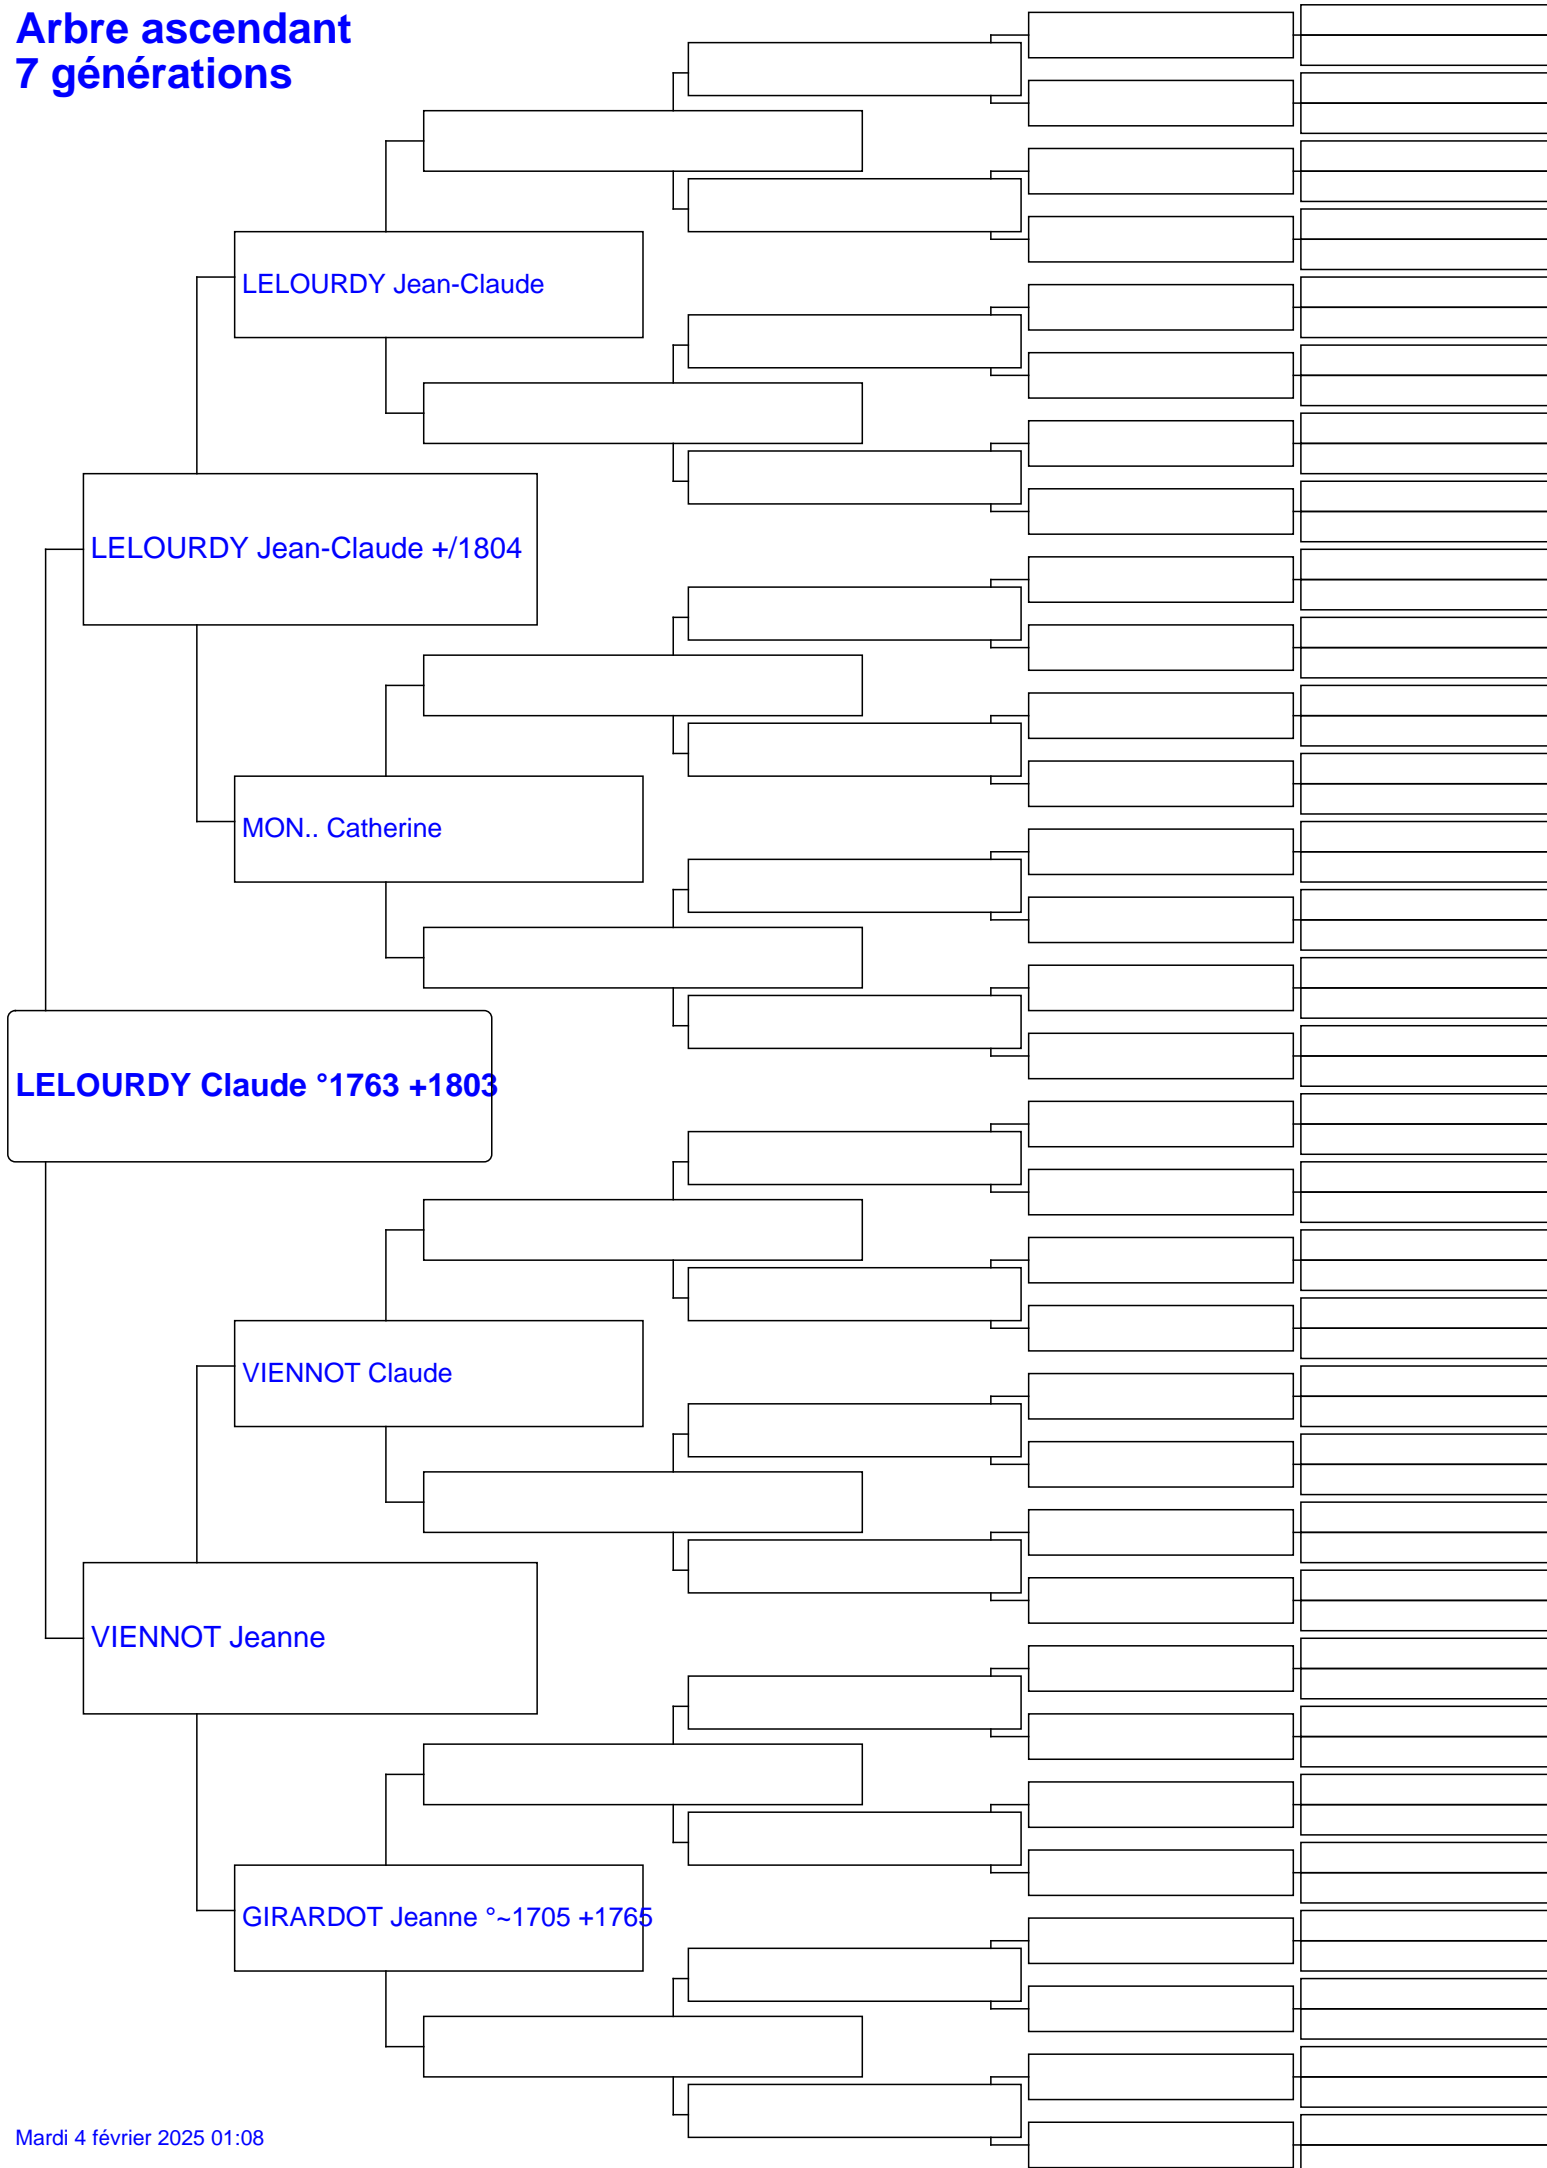 Arbre ascendant
7 générations
LELOURDY Jean-Claude
LELOURDY Jean-Claude +/1804
MON.. Catherine
LELOURDY Claude °1763 +1803
VIENNOT Claude
VIENNOT Jeanne
GIRARDOT Jeanne °~1705 +1765
Mardi 4 février 2025 01:08